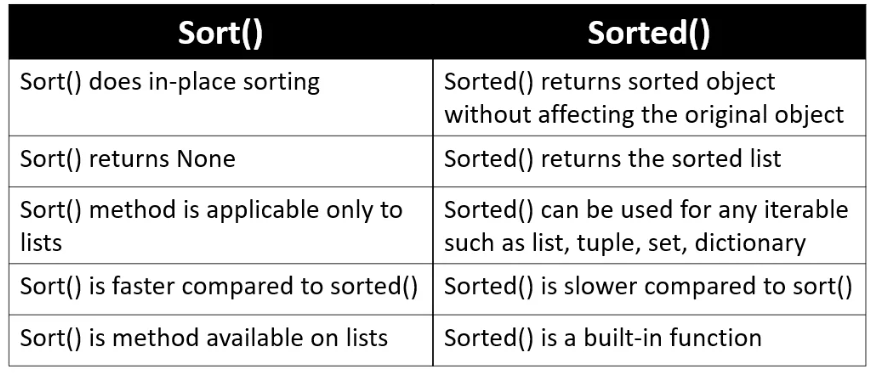 Sort()
Sorted()
Sort() does in-place sorting
Sorted() returns sorted object
without affecting the original object
Sort() returns None
Sorted() returns the sorted list
Sort() method is applicable only to
lists
Sorted() can be used for any iterable
such as list, tuple, set, dictionary
Sort() is faster compared to sorted()
Sorted() is slower compared to sort()
Sort() is method available on lists
Sorted() is a built-in function